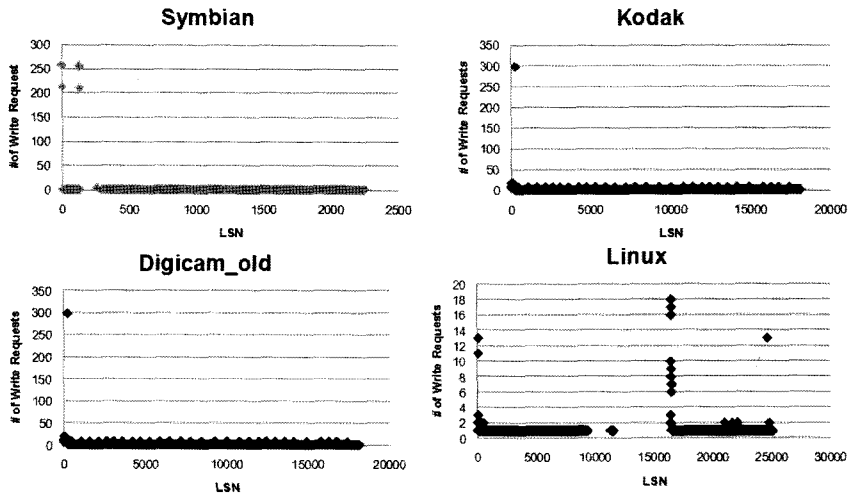 Symbian
#of Write Request
300
250
200
150
100
50
0
0 500 1000 1500 2000 2500
LSN
Kodak
# of Write Requests
350
300
250
200
150
100
50
0
0 5000 10000 15000 20000
LSN
Digicam_old
# of Write Requests
350
300
250
200
150
100
50
0
0 5000 10000 15000 20000
LSN
Linux
# of Write Requests
20
18
16
14
12
10
8
6
4
2
0
0 5000 10000 15000 20000 25000 30000
LSN